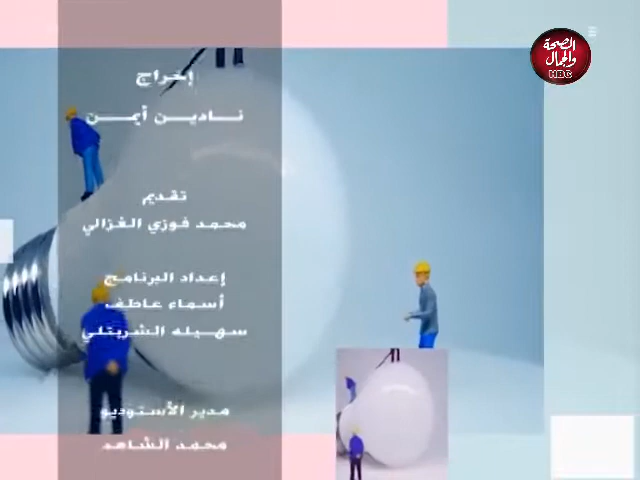 الصحة
والجمال
HBC
إخراج
نادين أيمن
تقديم
محمد فوزي الغزالي
إعداد البرنامج
أسماء عاطف
سهيله الشربتلي
مدير الأستوديو
محمد الشاهد